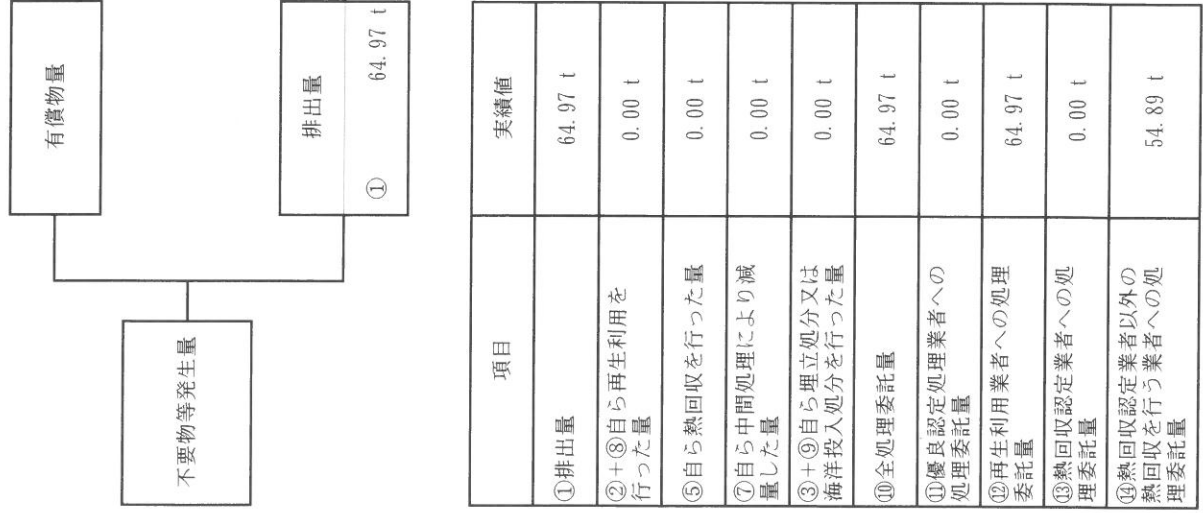 不要物等発生量
有償物量
排出量
① 64.97 t
項目 実績値
①排出量 64.97 t
②+⑧自ら再生利用を
行った量 0.00 t
⑤自ら熱回収を行った量 0.00 t
⑦自ら中間処理により減
量した量 0.00 t
③+⑨自ら埋立処分又は
海洋投入処分を行った量 0.00 t
⑩全処理委託量 64.97 t
⑪優良認定処理業者への
処理委託量 0.00 t
⑫再生利用業者への処理
委託量 64.97 t
⑬熱回収認定業者への処
理委託量 0.00 t
⑭熱回収認定業者以外の
熱回収を行う業者への処
理委託量 54.89 t